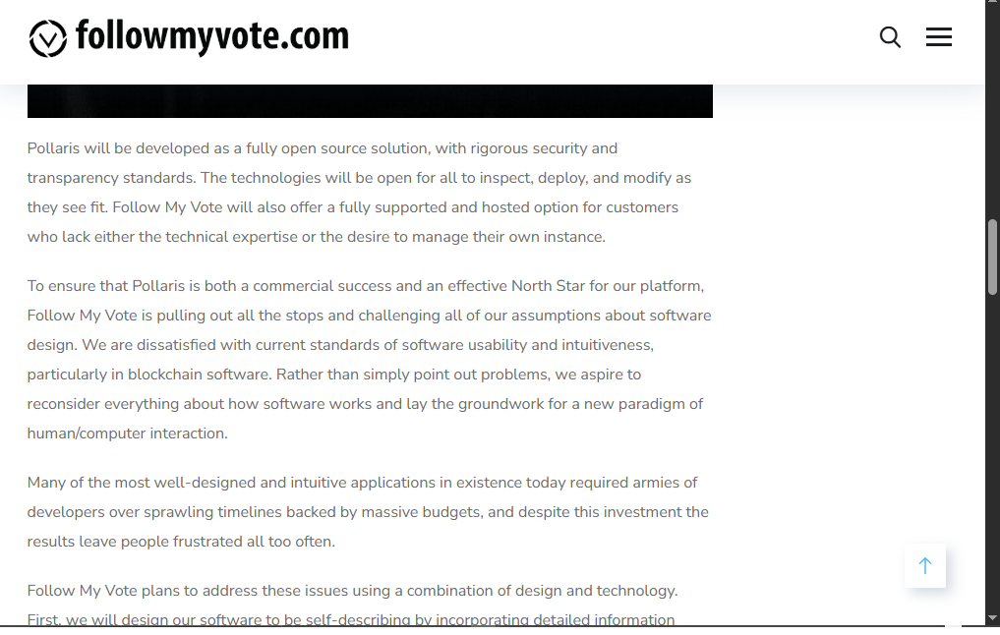 followmyvote.com
Pollaris will be developed as a fully open source solution, with rigorous security and
transparency standards. The technologies will be open for all to inspect, deploy, and modify as
they see fit. Follow My Vote will also offer a fully supported and hosted option for customers
who lack either the technical expertise or the desire to manage their own instance.
To ensure that Pollaris is both a commercial success and an effective North Star for our platform,
Follow My Vote is pulling out all the stops and challenging all of our assumptions about software
design. We are dissatisfied with current standards of software usability and intuitiveness,
particularly in blockchain software. Rather than simply point out problems, we aspire to
reconsider everything about how software works and lay the groundwork for a new paradigm of
human/computer interaction.
Many of the most well-designed and intuitive applications in existence today required armies of
developers over sprawling timelines backed by massive budgets, and despite this investment the
results leave people frustrated all too often.
Follow My Vote plans to address these issues using a combination of design and technology.
First, we will design our software to be self-describing by incorporating detailed information